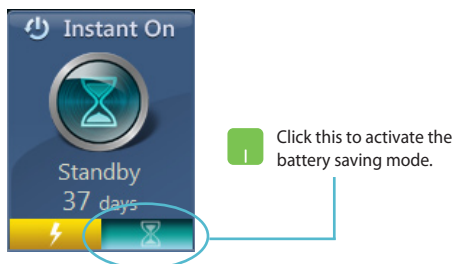 Instant On
Standby
37 days
Click this to activate the
battery saving mode.